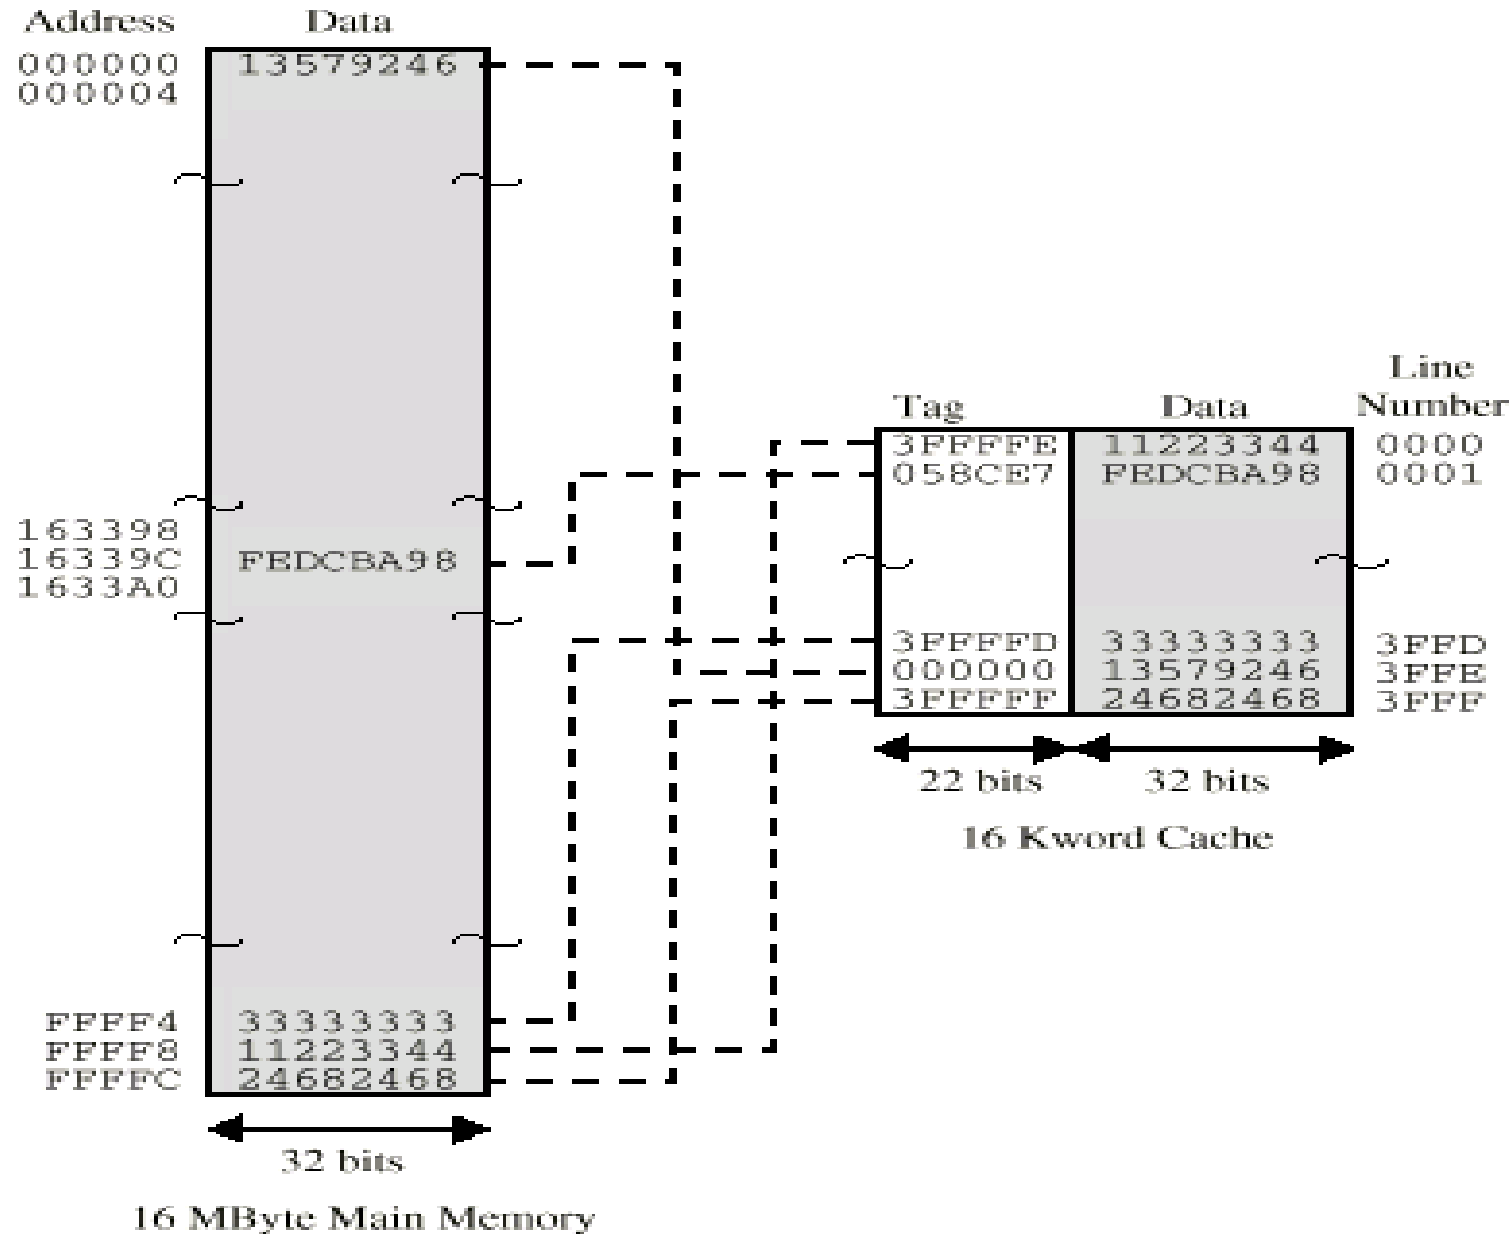 Address Data
000000 13579246
000004
163398
16339C FEDCBA98
1633A0
FFFF4 33333333
FFFF8 11223344
FFFFC 24682468
32 bits
16 MByte Main Memory
Line
Tag Data Number
3FFFFE 11223344 0000
058CE7 FEDCBA98 0001
3FFFFD 33333333 3FFD
000000 13579246 3FFE
3FFFFF 24682468 3FFF
22 bits 32 bits
16 Kword Cache